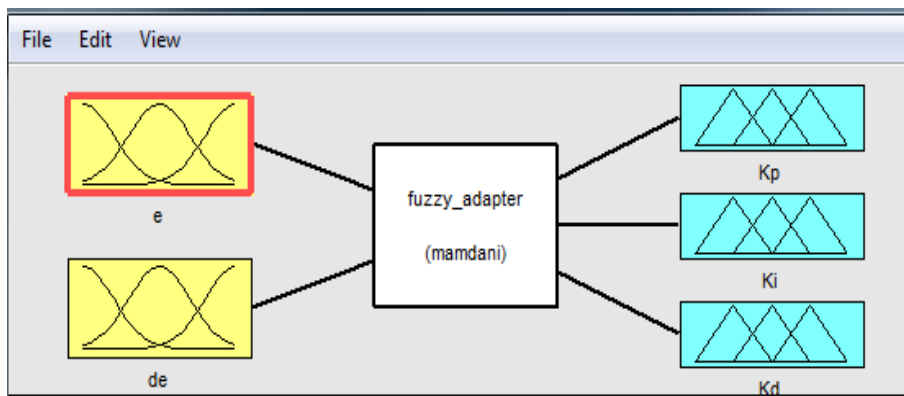 File Edit View
e
de
fuzzy_adapter
(mamdani)
Kp
Ki
Kd